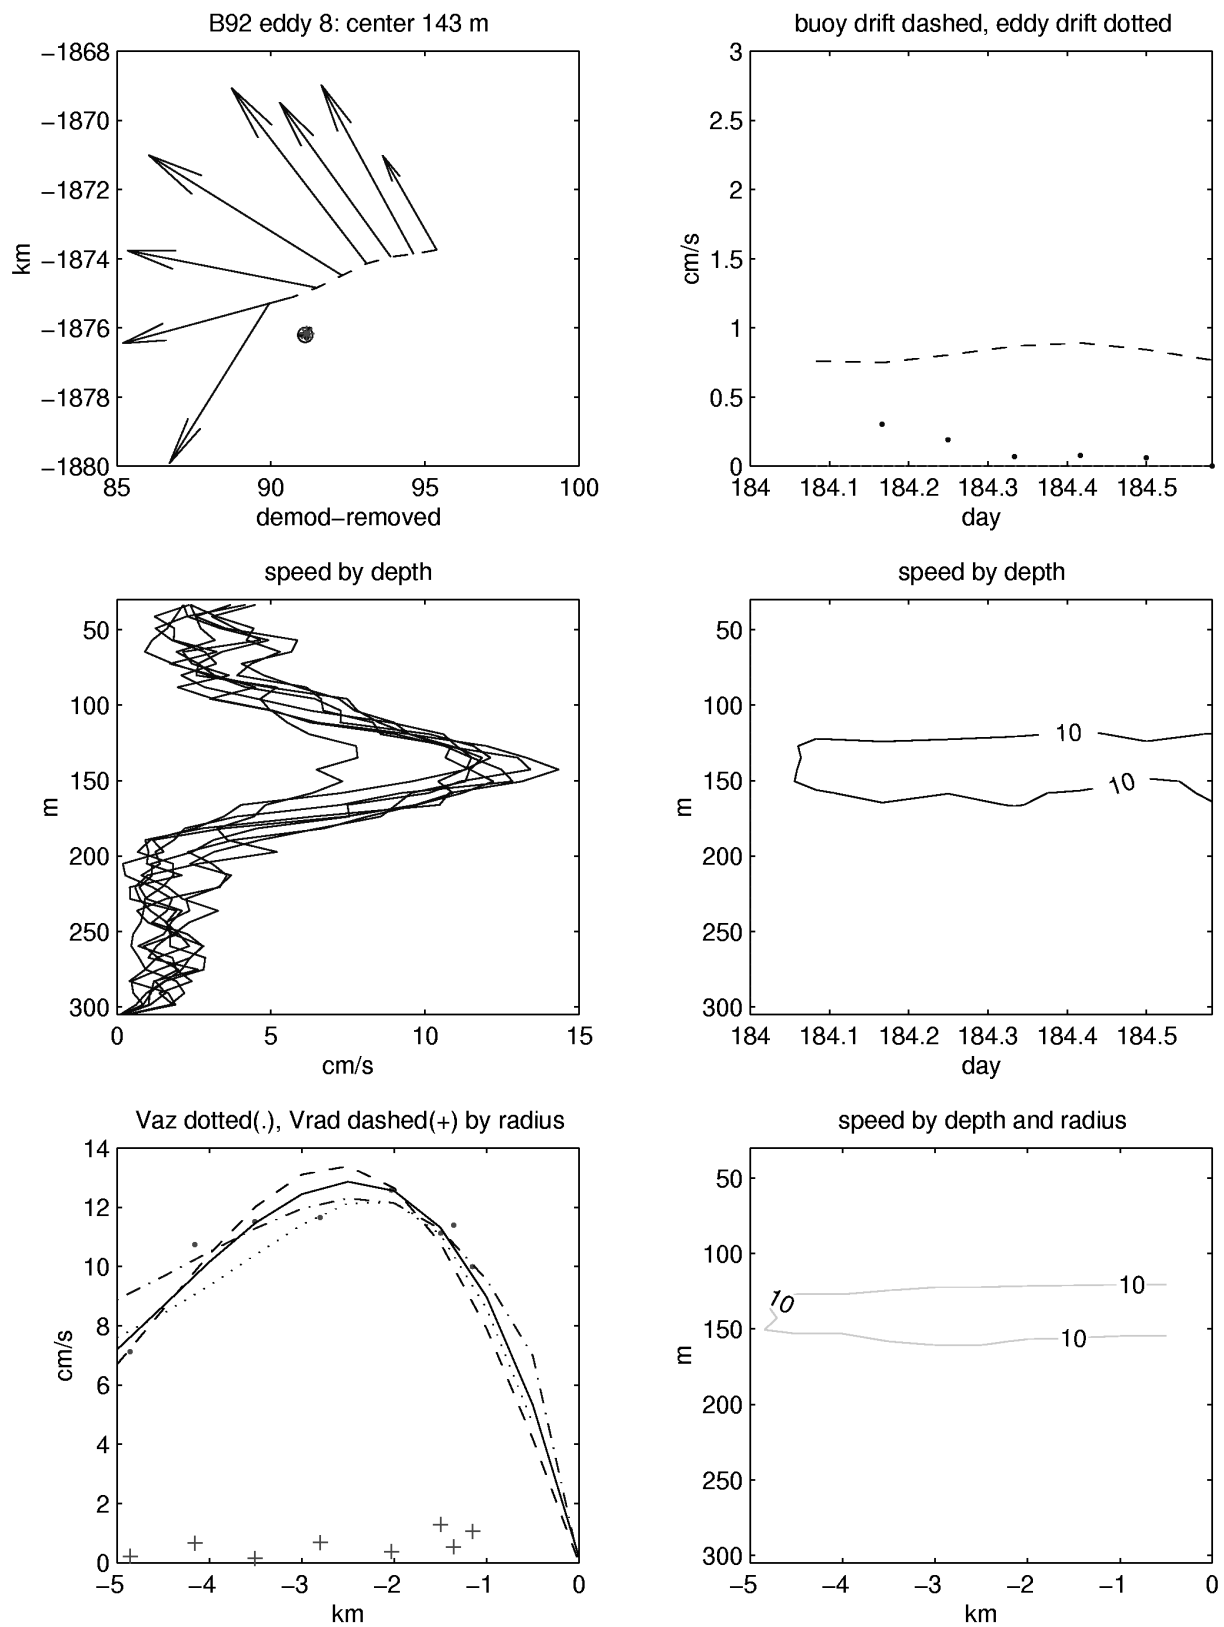 B92 eddy 8: center 143 m
−1868
−1870
−1872
−1874
−1876
−1878
−1880
km
85 90 95 100
demod−removed
buoy drift dashed, eddy drift dotted
3
2.5
2
1.5
1
0.5
0
cm/s
184 184.1 184.2 184.3 184.4 184.5
day
speed by depth
50
100
150
200
250
300
m
0 5 10 15
cm/s
speed by depth
50
100
150
200
250
300
m
10
10
184 184.1 184.2 184.3 184.4 184.5
day
Vaz dotted(.), Vrad dashed(+) by radius
14
12
10
8
6
4
2
0
cm/s
−5 −4 −3 −2 −1 0
km
speed by depth and radius
50
100
150
200
250
300
m
10
10
10
−5 −4 −3 −2 −1 0
km